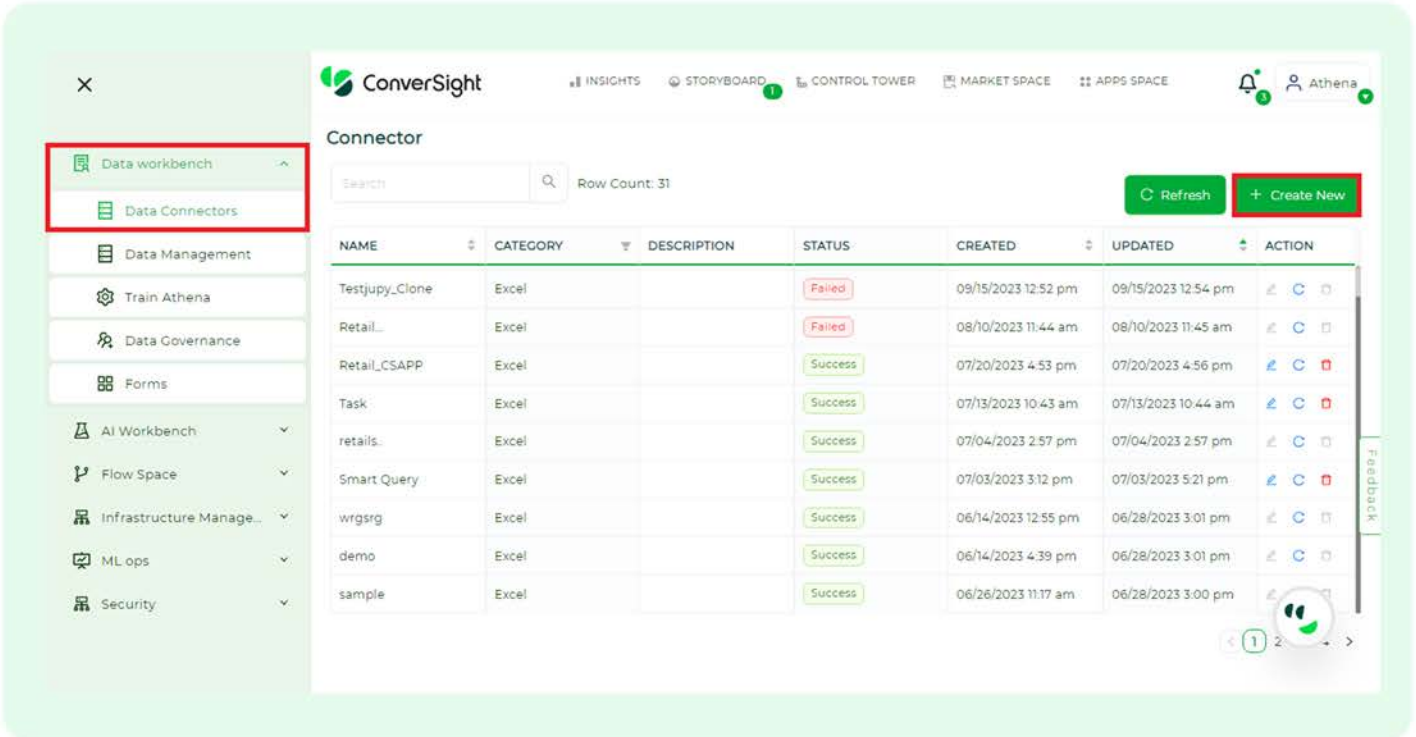 ConverSight
INSIGHTS STORYBOARD 1 CONTROL TOWER MARKET SPACE APPS SPACE 3 Athena
Data workbench
Data Connectors
Data Management
Train Athena
Data Governance
Forms
AI Workbench
Flow Space
Infrastructure Manage...
ML ops
Security
Connector
Search Row Count: 31
Refresh + Create New
NAME CATEGORY DESCRIPTION STATUS CREATED UPDATED ACTION
Testjupy_Clone Excel Failed 09/15/2023 12:52 pm 09/15/2023 12:54 pm
Retail... Excel Failed 08/10/2023 11:44 am 08/10/2023 11:45 am
Retail_CSAPP Excel Success 07/20/2023 4:53 pm 07/20/2023 4:56 pm
Task Excel Success 07/13/2023 10:43 am 07/13/2023 10:44 am
retails.. Excel Success 07/04/2023 2:57 pm 07/04/2023 2:57 pm
Smart Query Excel Success 07/03/2023 3:12 pm 07/03/2023 5:21 pm
wrgsrg Excel Success 06/14/2023 12:55 pm 06/28/2023 3:01 pm
demo Excel Success 06/14/2023 4:39 pm 06/28/2023 3:01 pm
sample Excel Success 06/26/2023 11:17 am 06/28/2023 3:00 pm
< 1 2 >
Feedback